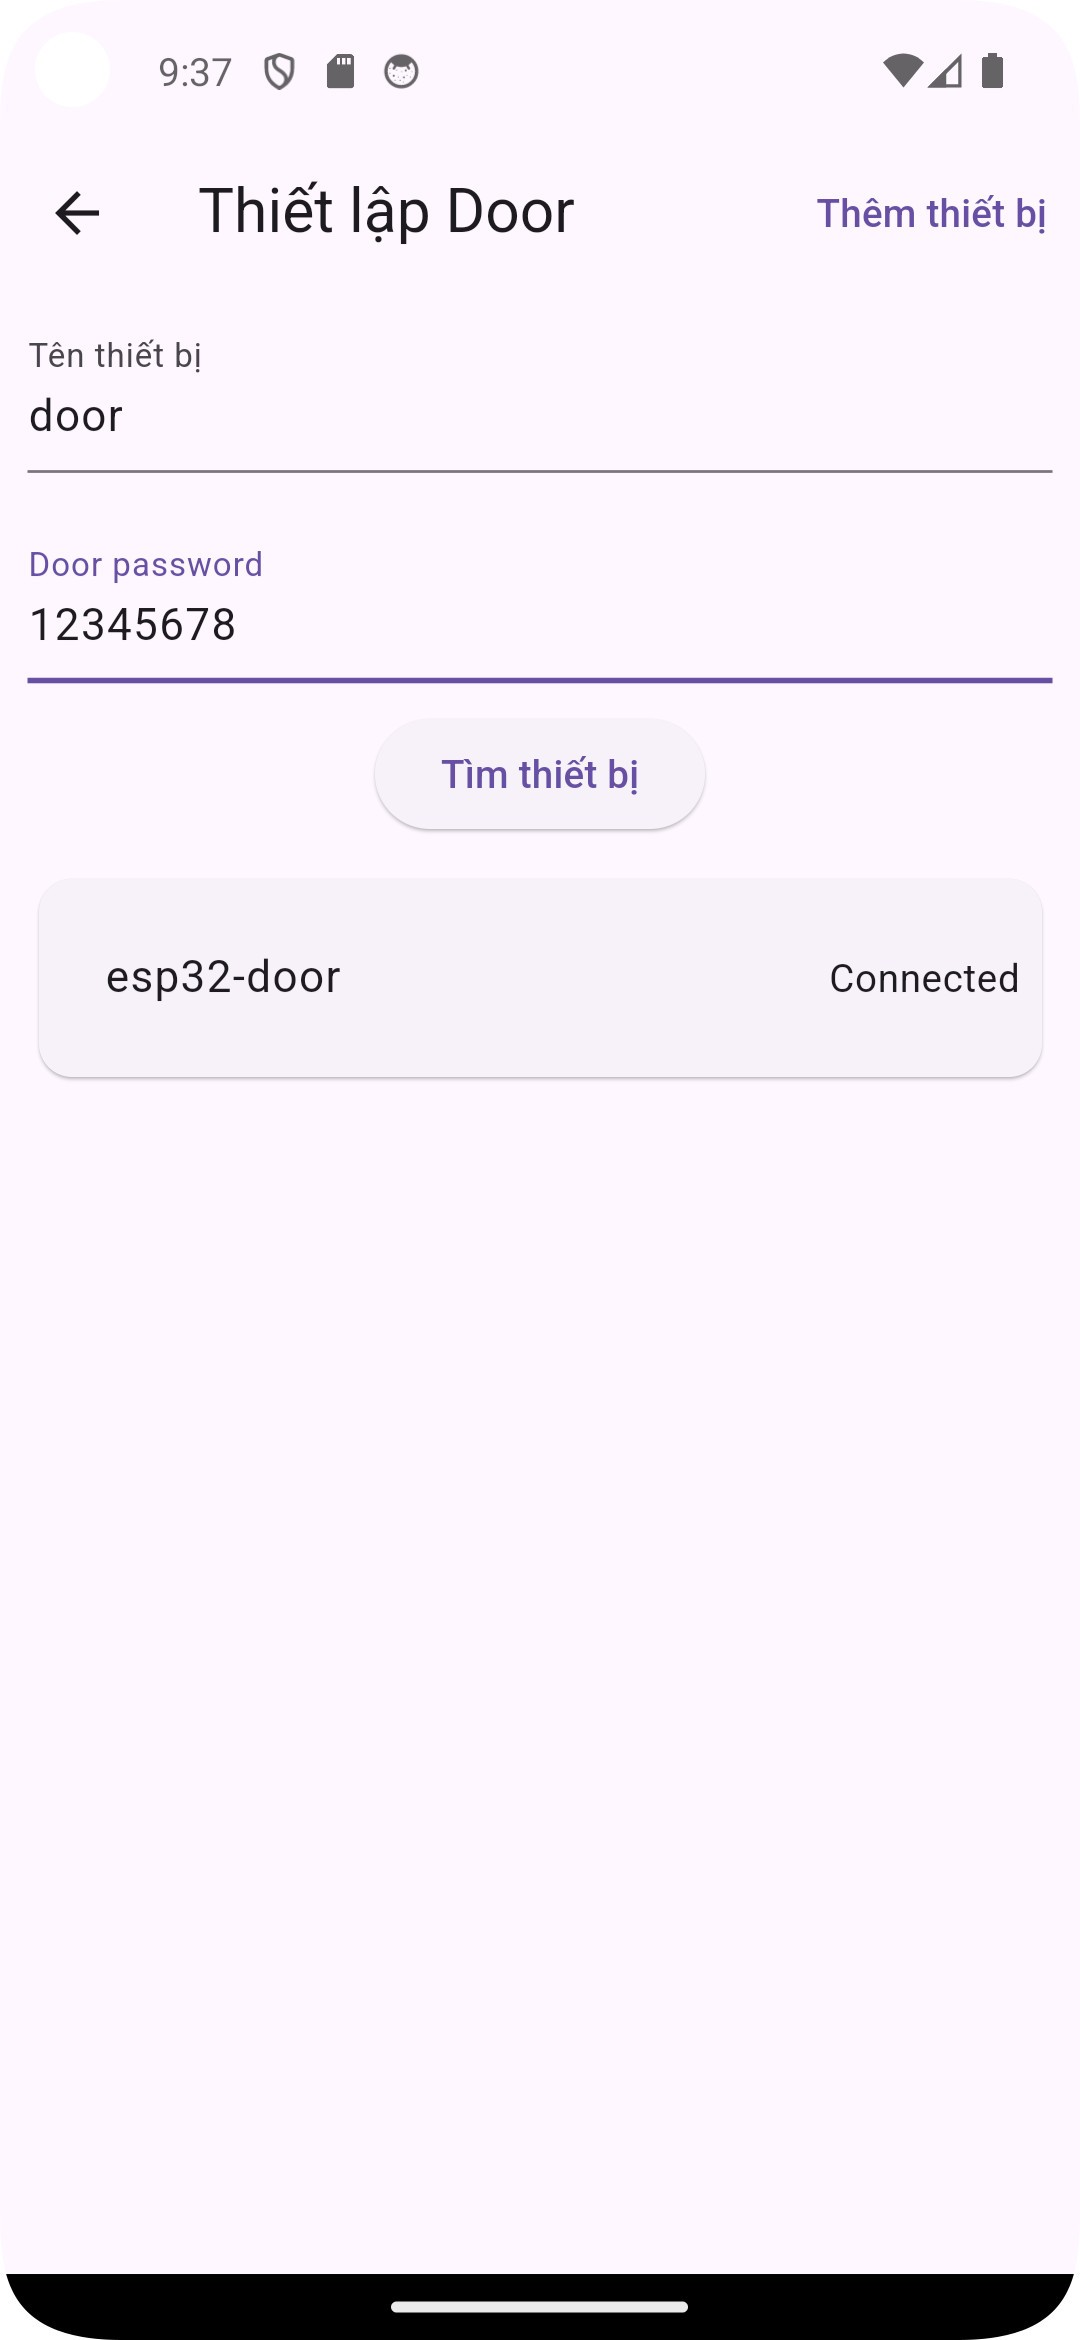 9:37
Thiết lập Door
Thêm thiết bị
Tên thiết bị
door
Door password
12345678
Tìm thiết bị
esp32-door
Connected